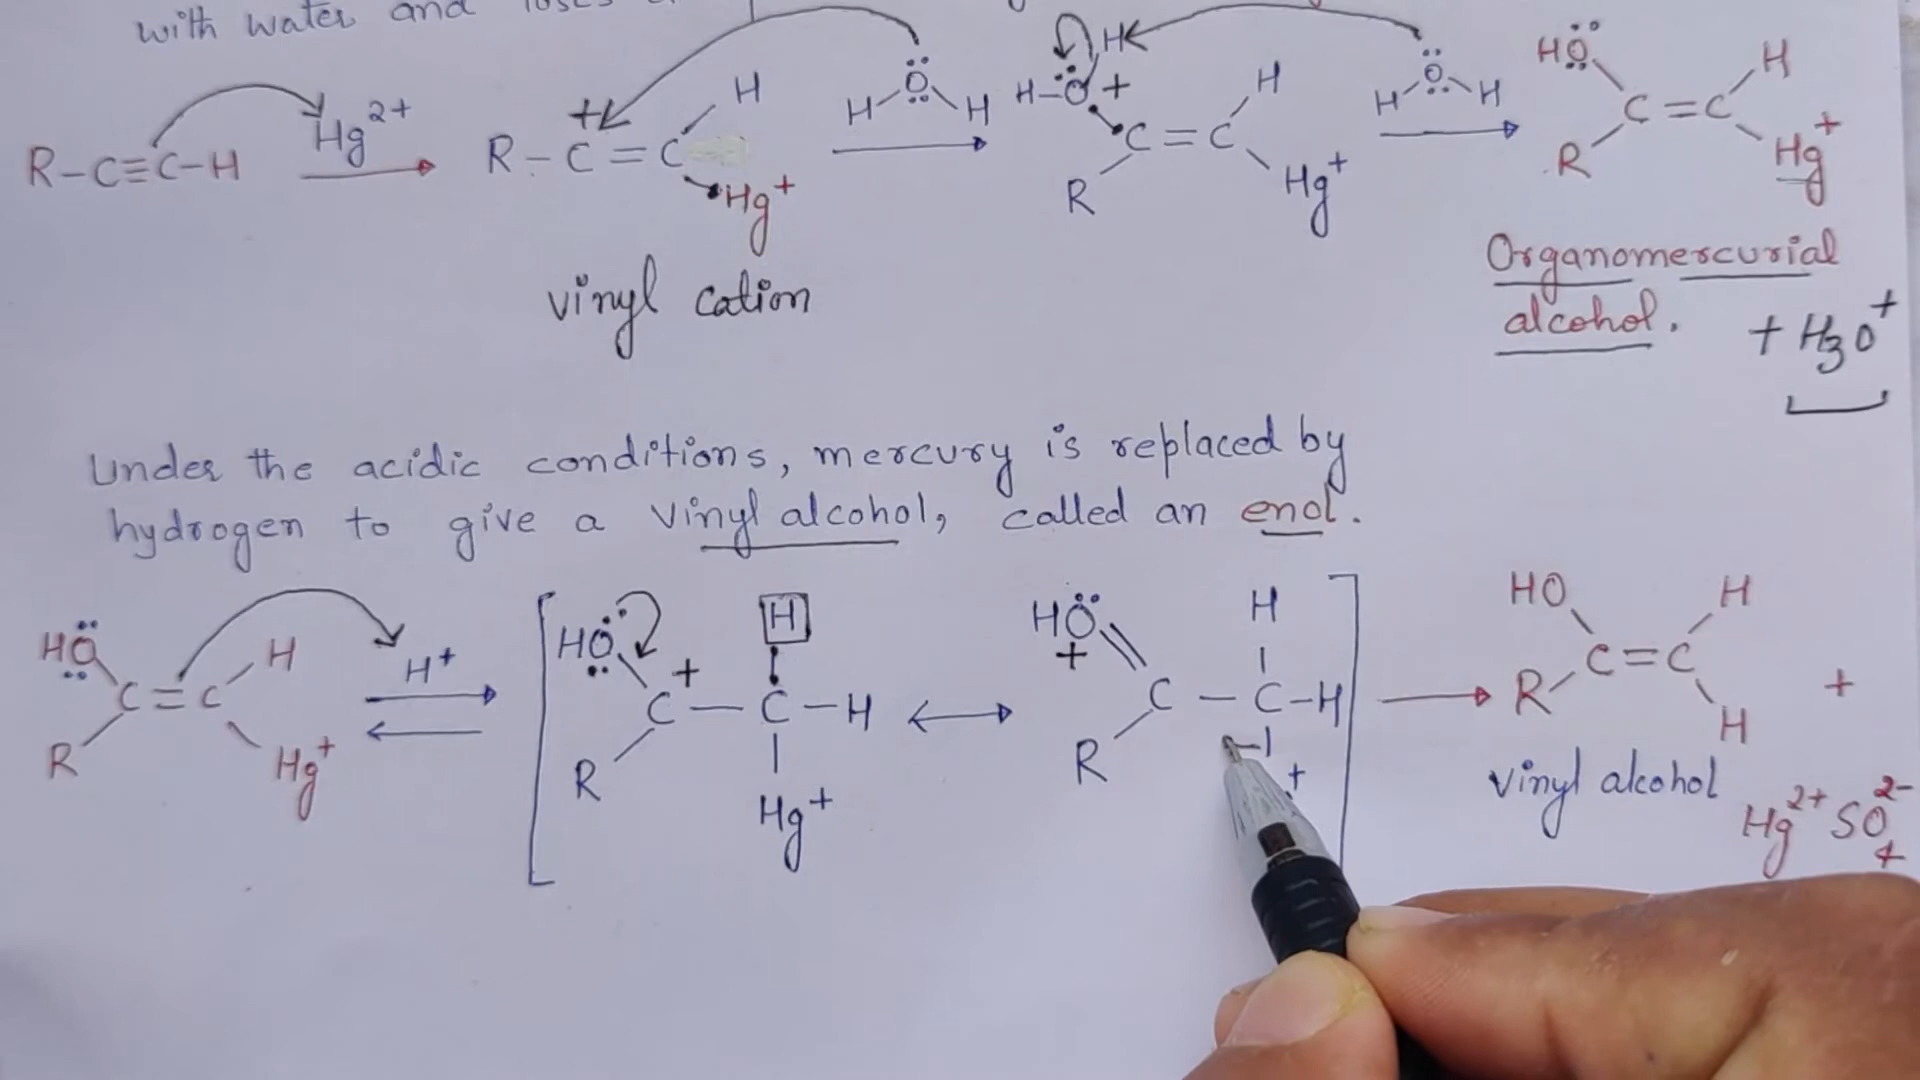 with water and
R-C≡C-H Hg2+ R-C=C H Hg+ + H-Ö-H H-Ö+ H C=C H R Hg+ H-Ö-H HÖ C=C H R Hg+
vinyl cation
Organomercurial
alcohol. + H3O+
Under the acidic conditions, mercury is replaced by
hydrogen to give a vinyl alcohol, called an enol.
HÖ C=C H R Hg+ H+ [HÖ C+-C-H H R Hg+ ↔ HÖ+ C-C-H H R +] HO C=C H R H +
vinyl alcohol
Hg2+SO42-